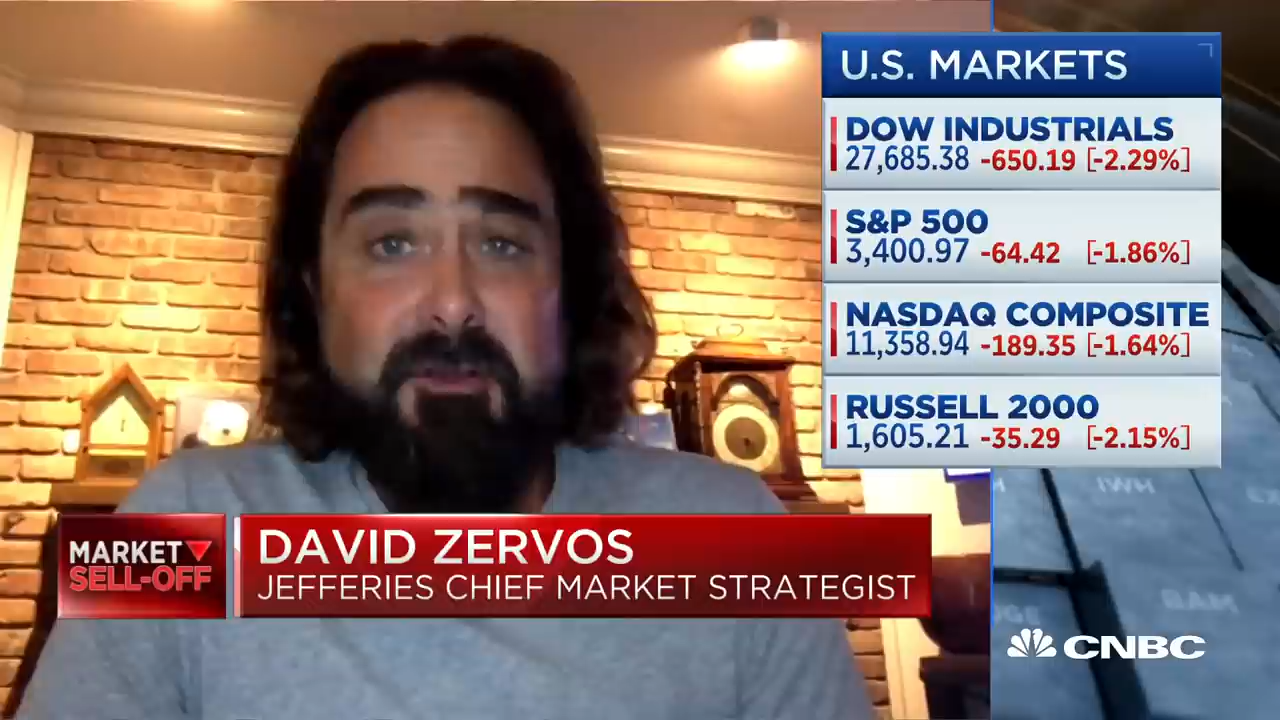 U.S. MARKETS
DOW INDUSTRIALS
27,685.38 -650.19 [-2.29%]
S&P 500
3,400.97 -64.42 [-1.86%]
NASDAQ COMPOSITE
11,358.94 -189.35 [-1.64%]
RUSSELL 2000
1,605.21 -35.29 [-2.15%]
IWM
MARKET
SELL-OFF
DAVID ZERVOS
JEFFERIES CHIEF MARKET STRATEGIST
BAM
CNBC